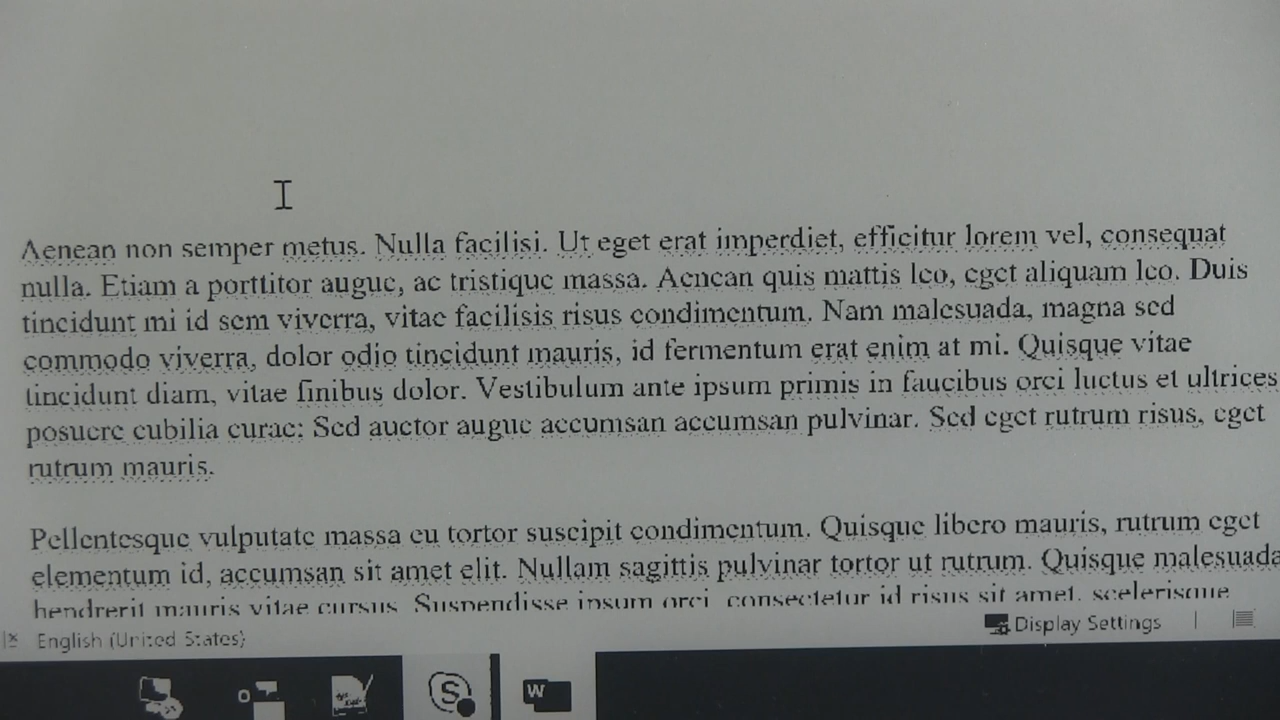 Aenean non semper metus. Nulla facilisi. Ut eget erat imperdiet, efficitur lorem vel, consequat
nulla. Etiam a porttitor augue, ac tristique massa. Aenean quis mattis leo, eget aliquam leo. Duis
tincidunt mi id sem viverra, vitae facilisis risus condimentum. Nam malesuada, magna sed
commodo viverra, dolor odio tincidunt mauris, id fermentum erat enim at mi. Quisque vitae
tincidunt diam, vitae finibus dolor. Vestibulum ante ipsum primis in faucibus orci luctus et ultrices
posuere cubilia curae; Sed auctor augue accumsan accumsan pulvinar. Sed eget rutrum risus, eget
rutrum mauris.
Pellentesque vulputate massa eu tortor suscipit condimentum. Quisque libero mauris, rutrum eget
elementum id, accumsan sit amet elit. Nullam sagittis pulvinar tortor ut rutrum. Quisque malesuada
hendrerit mauris vitae cursus. Suspendisse ipsum orci, consectetur id risus sit amet, scelerisque
English (United States)
Display Settings
S
W